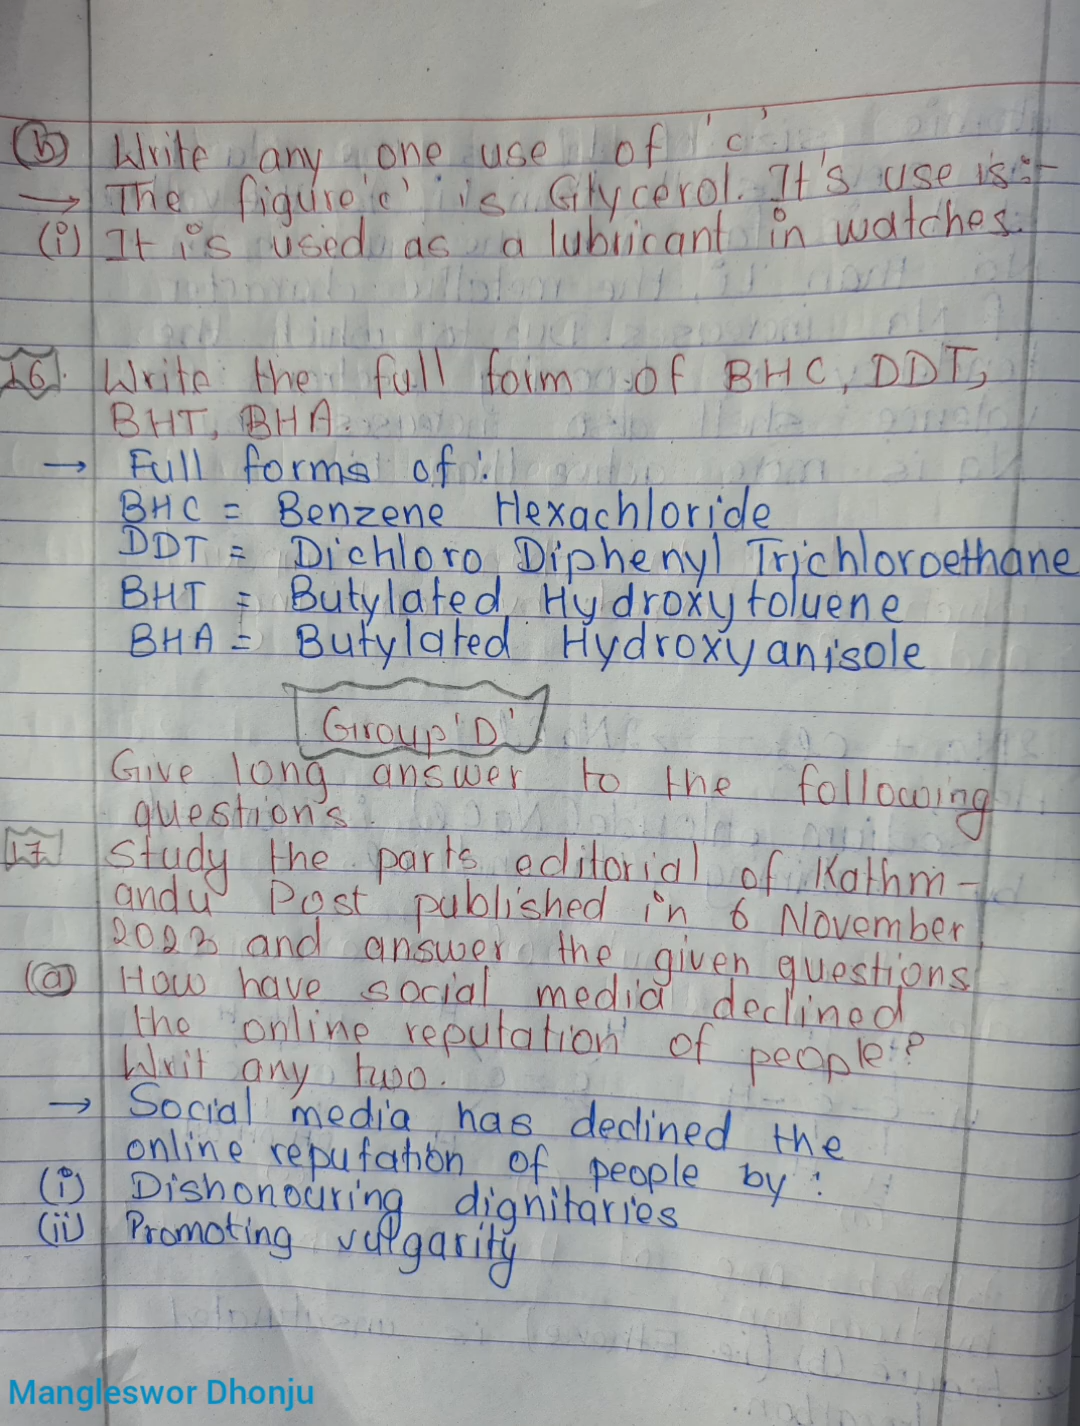 (b) Write any one use of 'c'
→ The figure 'c' is Glycerol. It's use is:-
(i) It is used as a lubricant in watches.
16. Write the full form of BHC, DDT,
BHT, BHA.
→ Full forms of:
BHC = Benzene Hexachloride
DDT = Dichloro Diphenyl Trichloroethane
BHT = Butylated Hydroxytoluene
BHA = Butylated Hydroxyanisole
Group 'D'
Give long answer to the following
questions.
17 Study the parts editorial of Kathm-
andu Post published in 6 November
2023 and answer the given questions
(a) How have social media declined
the online reputation of people?
Writ any two.
→ Social media has declined the
online reputation of people by:
(i) Dishonouring dignitaries
(ii) Promoting vulgarity
Mangleswor Dhonju